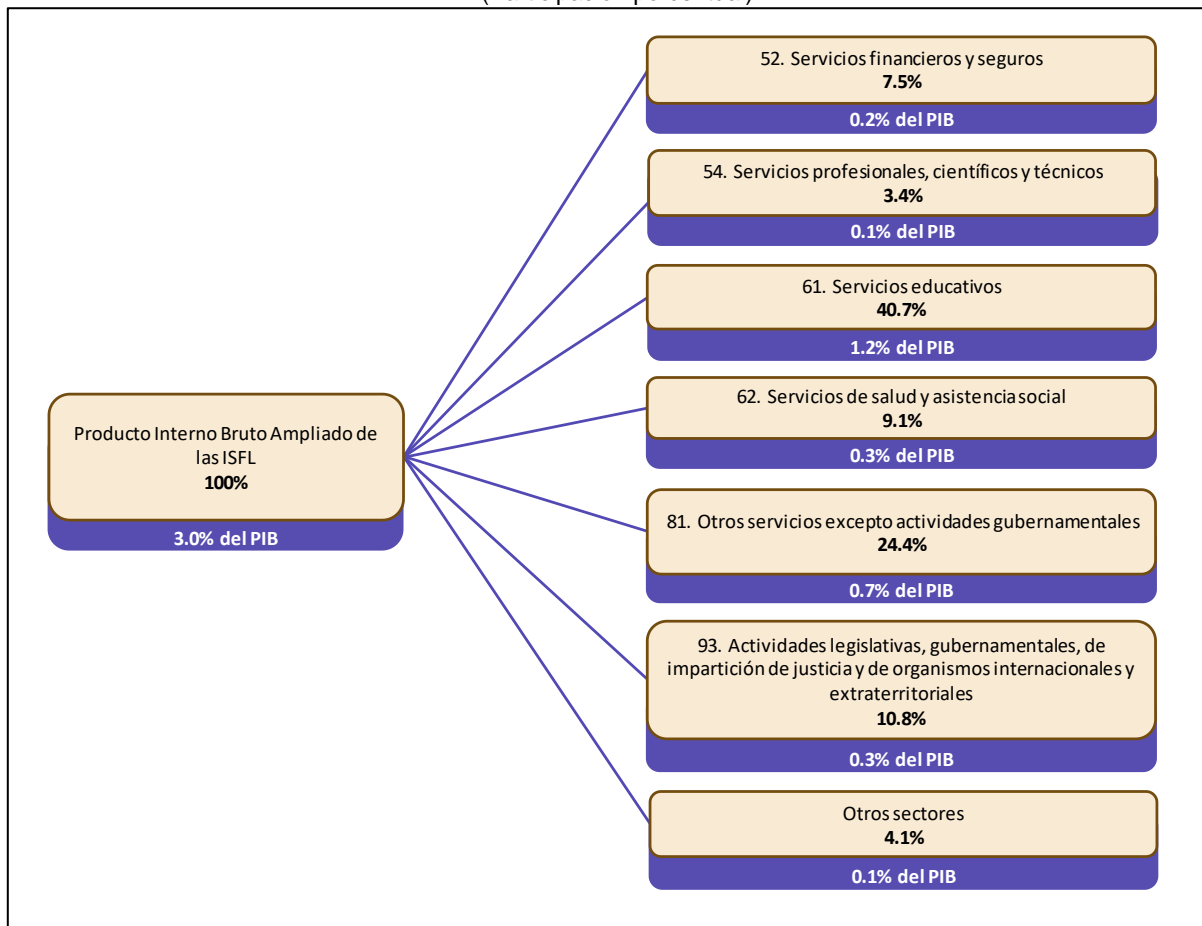 52. Servicios financieros y seguros
7.5%
0.2% del PIB
54. Servicios profesionales, científicos y técnicos
3.4%
0.1% del PIB
61. Servicios educativos
40.7%
1.2% del PIB
62. Servicios de salud y asistencia social
9.1%
0.3% del PIB
Producto Interno Bruto Ampliado de
las ISFL
100%
3.0% del PIB
81. Otros servicios excepto actividades gubernamentales
24.4%
0.7% del PIB
93. Actividades legislativas, gubernamentales, de
impartición de justicia y de organismos internacionales y
extraterritoriales
10.8%
0.3% del PIB
Otros sectores
4.1%
0.1% del PIB